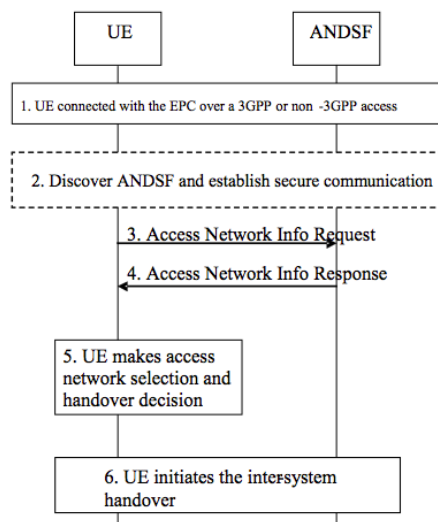 UE
ANDSF
1. UE connected with the EPC over a 3GPP or non -3GPP access
2. Discover ANDSF and establish secure communication
3. Access Network Info Request
4. Access Network Info Response
5. UE makes access
network selection and
handover decision
6. UE initiates the inter-system
handover